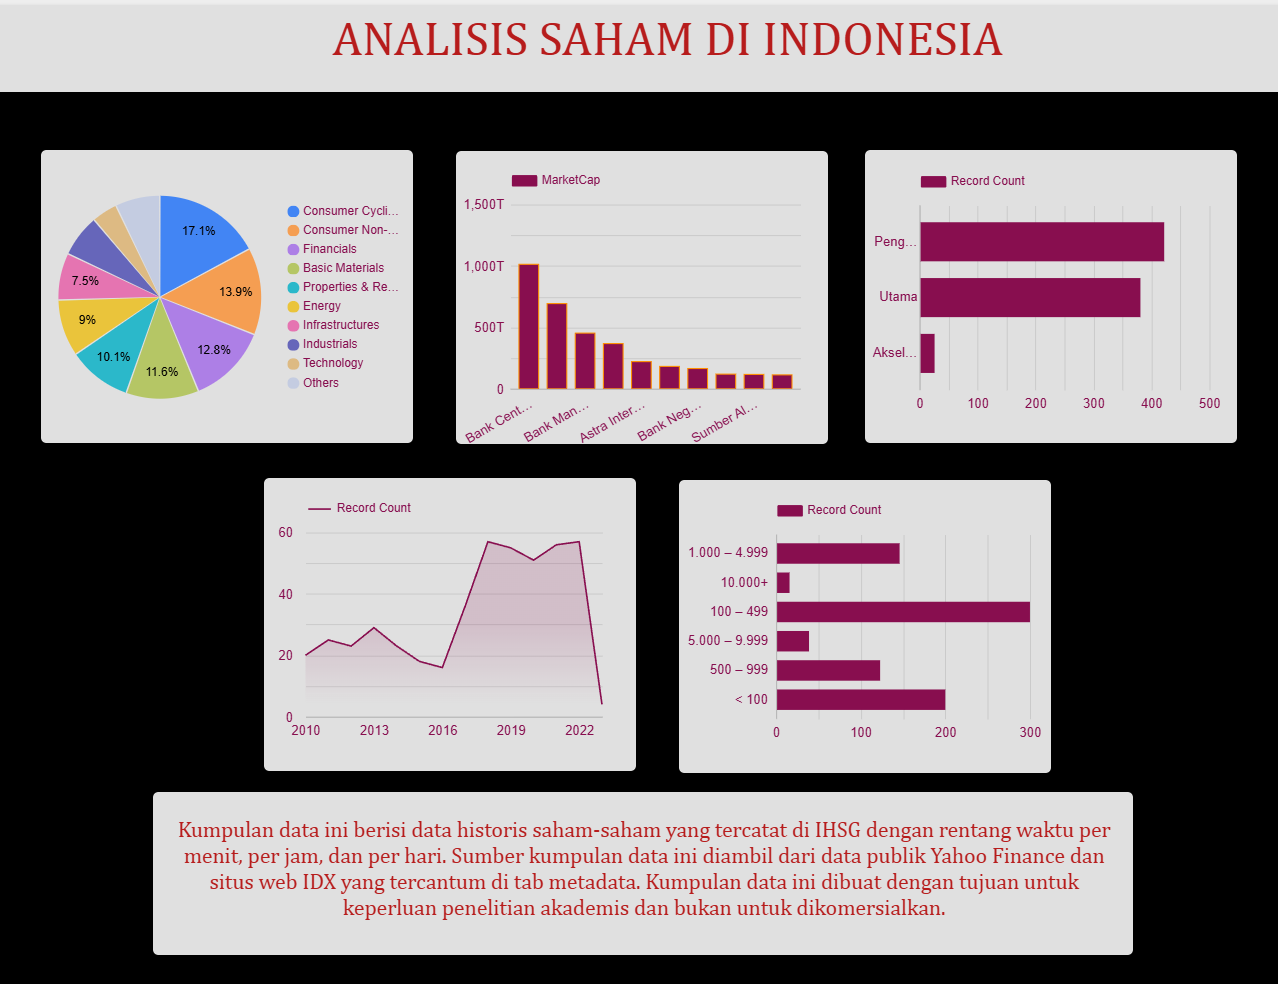 ANALISIS SAHAM DI INDONESIA
17.1%
13.9%
12.8%
11.6%
10.1%
9%
7.5%
Consumer Cycli…
Consumer Non-…
Financials
Basic Materials
Properties & Re…
Energy
Infrastructures
Industrials
Technology
Others
MarketCap
1,500T
1,000T
500T
0
Bank Cent…
Bank Man…
Astra Inter…
Bank Neg…
Sumber Al…
Record Count
Peng…
Utama
Aksel…
0 100 200 300 400 500
Record Count
60
40
20
0
2010 2013 2016 2019 2022
Record Count
1.000 – 4.999
10.000+
100 – 499
5.000 – 9.999
500 – 999
< 100
0 100 200 300
Kumpulan data ini berisi data historis saham-saham yang tercatat di IHSG dengan rentang waktu per
menit, per jam, dan per hari. Sumber kumpulan data ini diambil dari data publik Yahoo Finance dan
situs web IDX yang tercantum di tab metadata. Kumpulan data ini dibuat dengan tujuan untuk
keperluan penelitian akademis dan bukan untuk dikomersialkan.